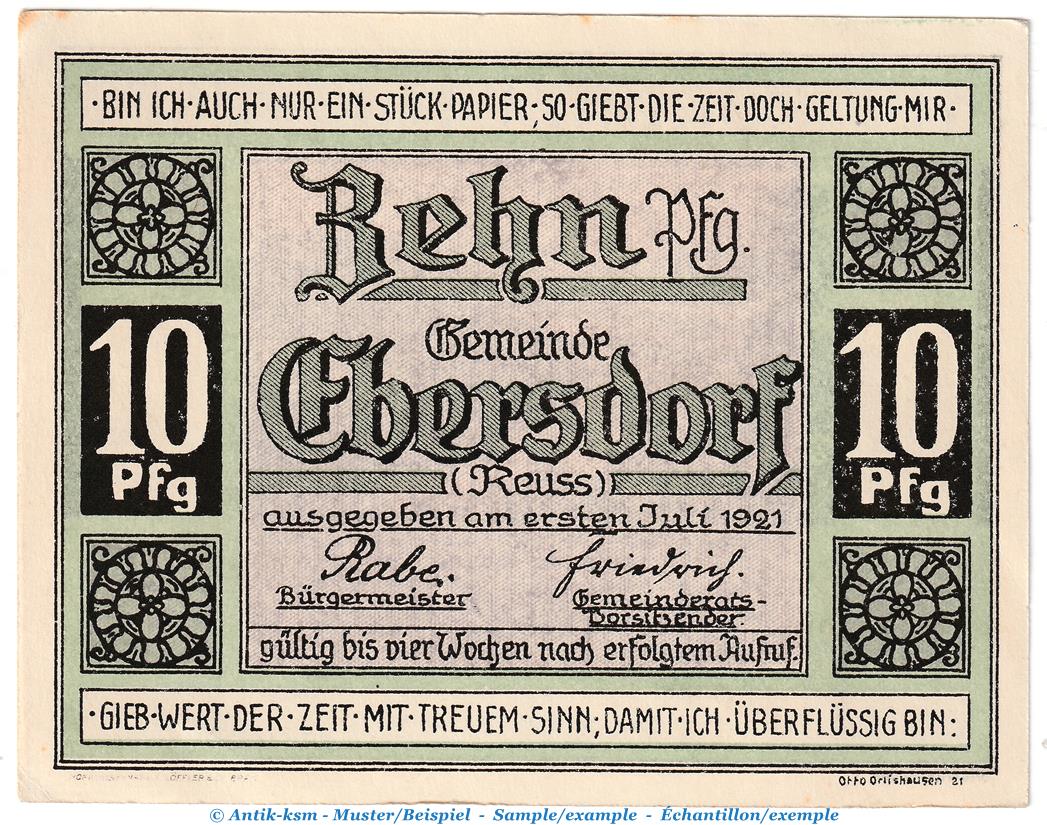 ·BIN ICH·AUCH·NUR·EIN·STÜCK·PAPIER, SO·GIEBT·DIE·ZEIT·DOCH·GELTUNG·MIR·
Zehn Pfg.
10
Pfg
10
Pfg
Gemeinde
Ebersdorf
(Reuss)
ausgegeben am ersten Juli 1921
Rabe.
Friedrich.
Bürgermeister
Gemeinderats-
Vorsitzender.
gültig bis vier Wochen nach erfolgtem Aufruf.
·GIEB·WERT·DER·ZEIT·MIT·TREUEM·SINN; DAMIT·ICH·ÜBERFLÜSSIG BIN:
Otto Ortishausen 21
© Antik-ksm - Muster/Beispiel - Sample/example - Échantillon/exemple